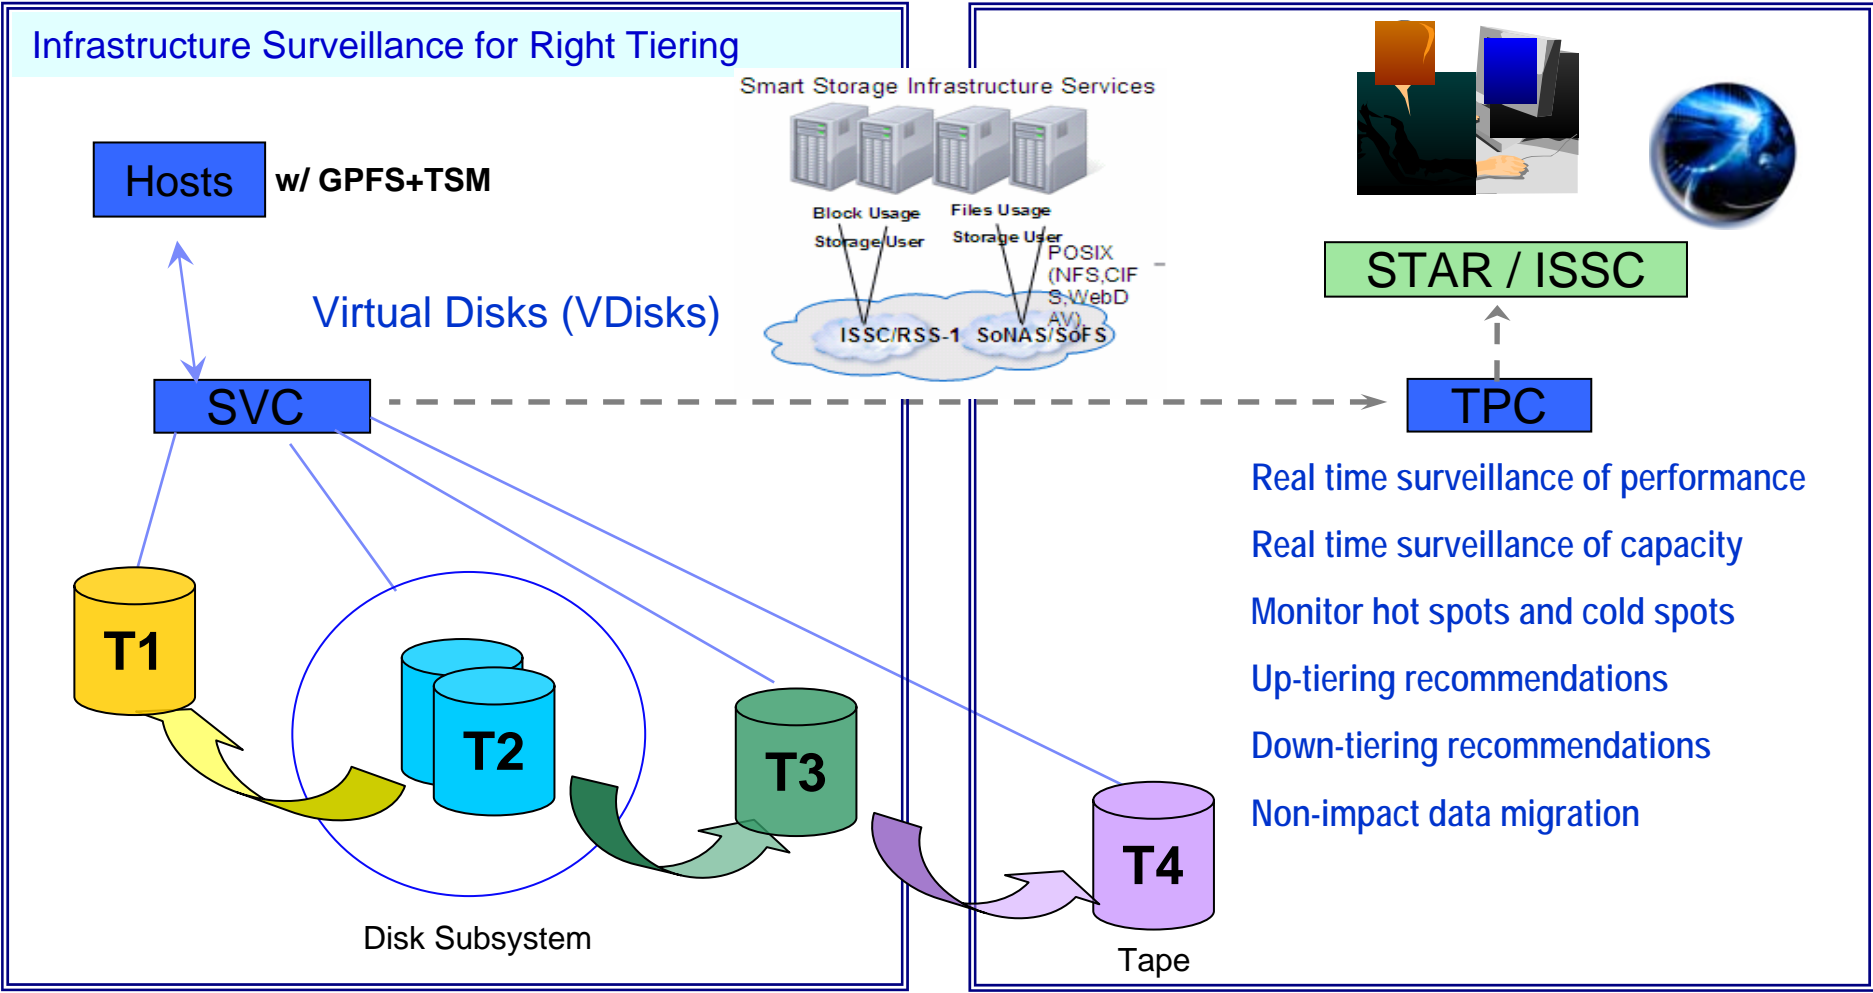 Infrastructure Surveillance for Right Tiering
Smart Storage Infrastructure Services
Hosts
w/ GPFS+TSM
Block Usage
Storage User
Files Usage
Storage User
POSIX
(NFS,CIF
S,WebD
AV)
ISSC/RSS-1
SoNAS/SoFS
Virtual Disks (VDisks)
SVC
STAR / ISSC
TPC
Real time surveillance of performance
Real time surveillance of capacity
Monitor hot spots and cold spots
Up-tiering recommendations
Down-tiering recommendations
Non-impact data migration
T1
T2
T3
T4
Disk Subsystem
Tape